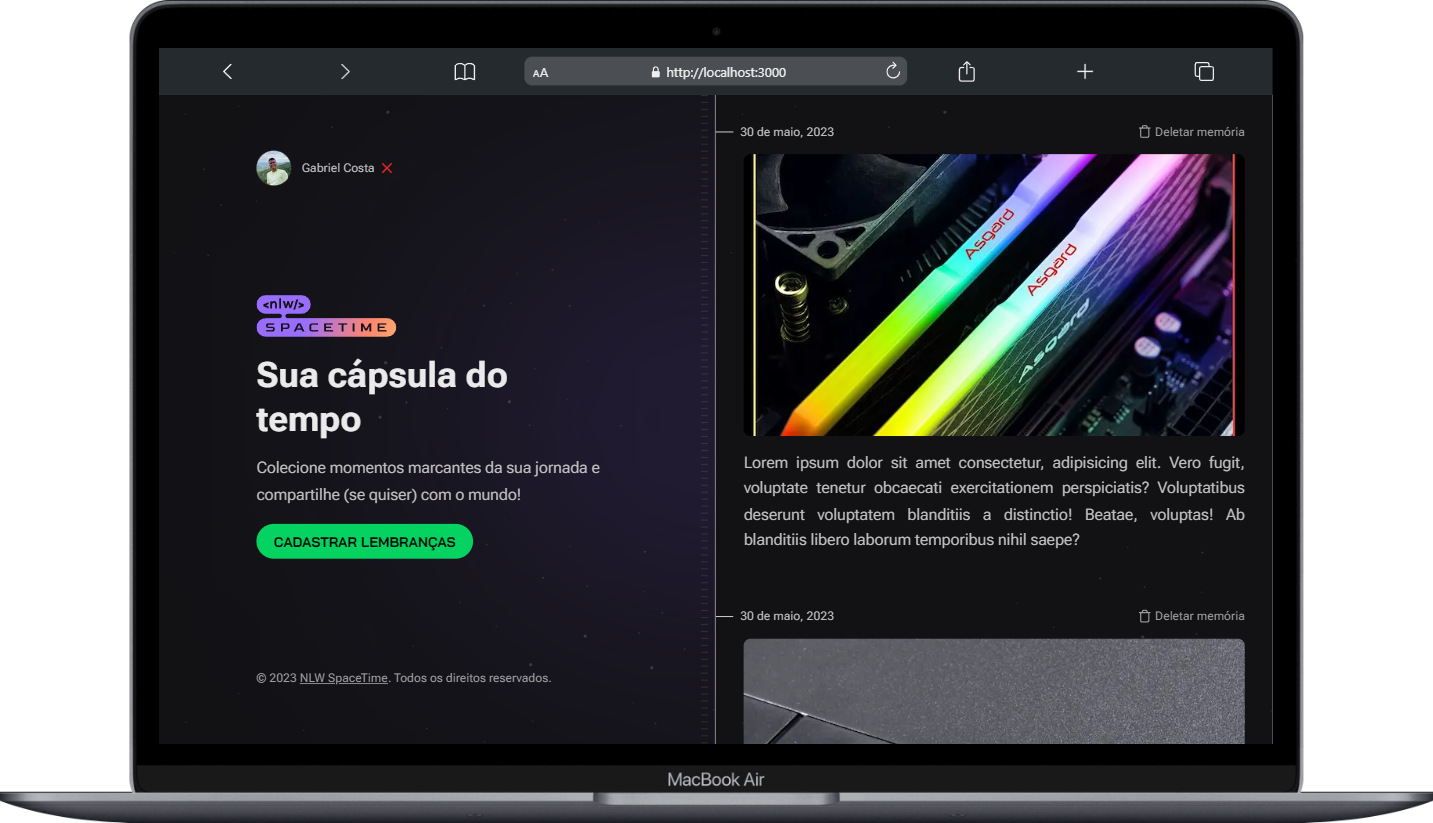 AA
http://localhost:3000
Gabriel Costa
<nlw/>
SPACETIME
Sua cápsula do
tempo
Colecione momentos marcantes da sua jornada e
compartilhe (se quiser) com o mundo!
CADASTRAR LEMBRANÇAS
© 2023 NLW SpaceTime. Todos os direitos reservados.
30 de maio, 2023
Deletar memória
Asgard
Asgard
Asgard
Lorem ipsum dolor sit amet consectetur, adipisicing elit. Vero fugit,
voluptate tenetur obcaecati exercitationem perspiciatis? Voluptatibus
deserunt voluptatem blanditiis a distinctio! Beatae, voluptas! Ab
blanditiis libero laborum temporibus nihil saepe?
30 de maio, 2023
Deletar memória
MacBook Air